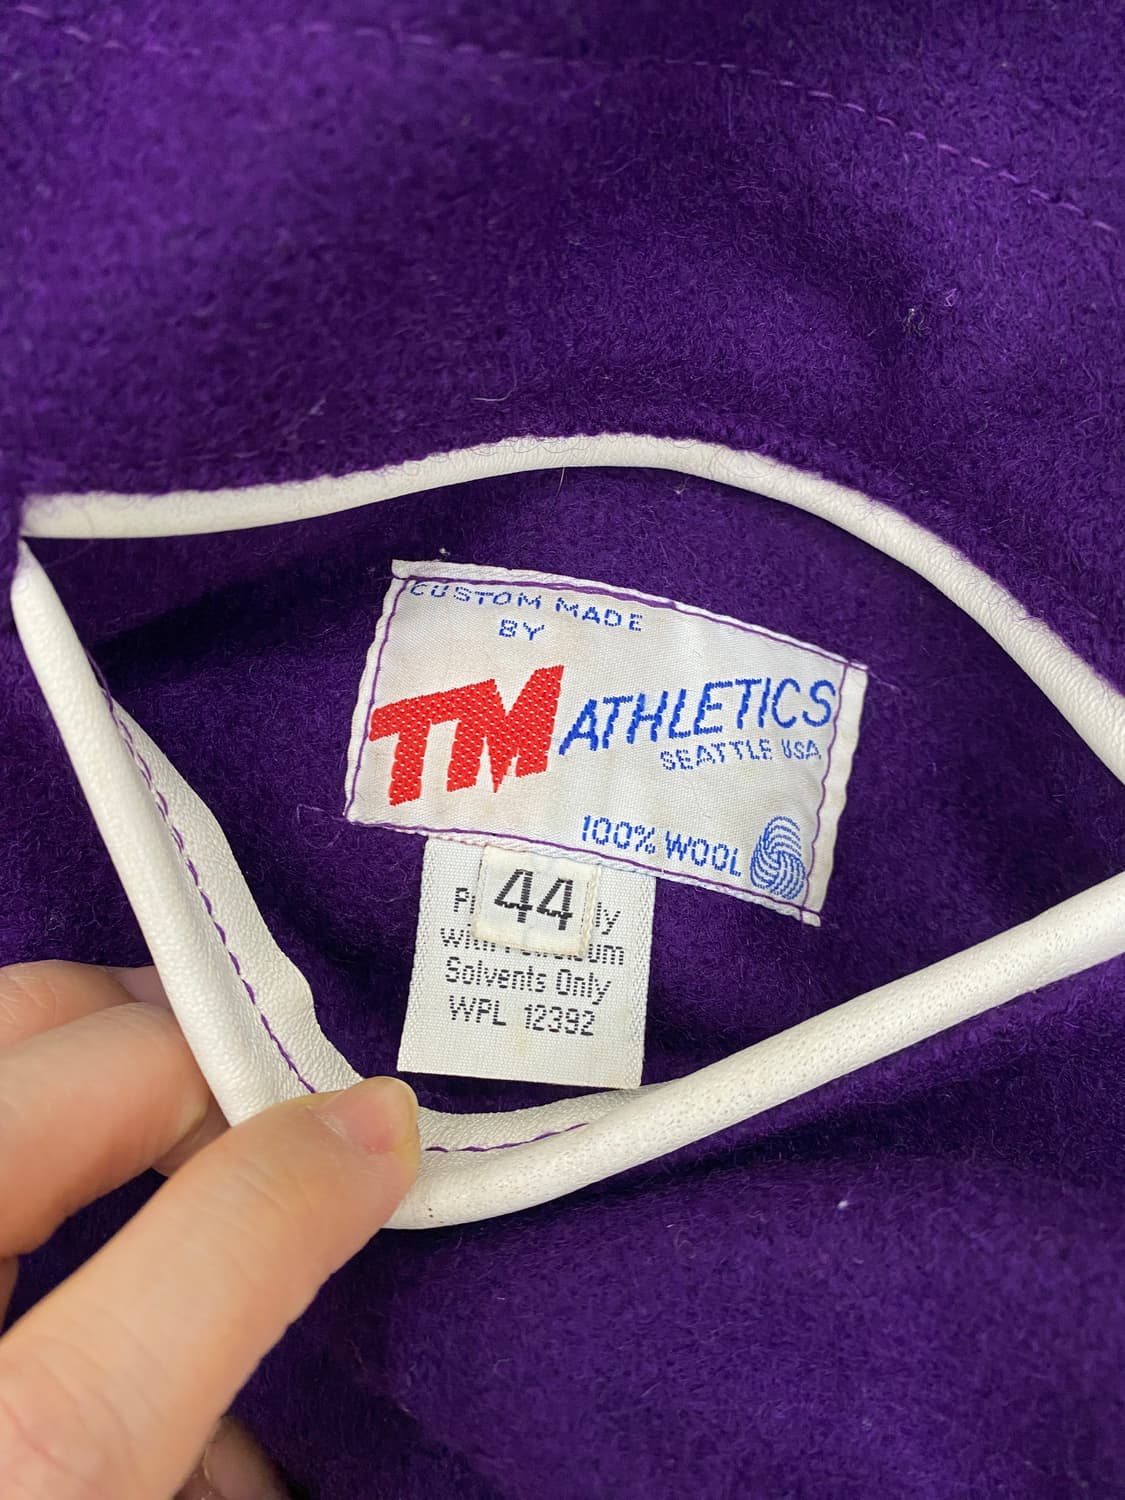 CUSTOM MADE
BY
TM ATHLETICS
SEATTLE USA
100% WOOL
44
Solvents Only
WPL 12392